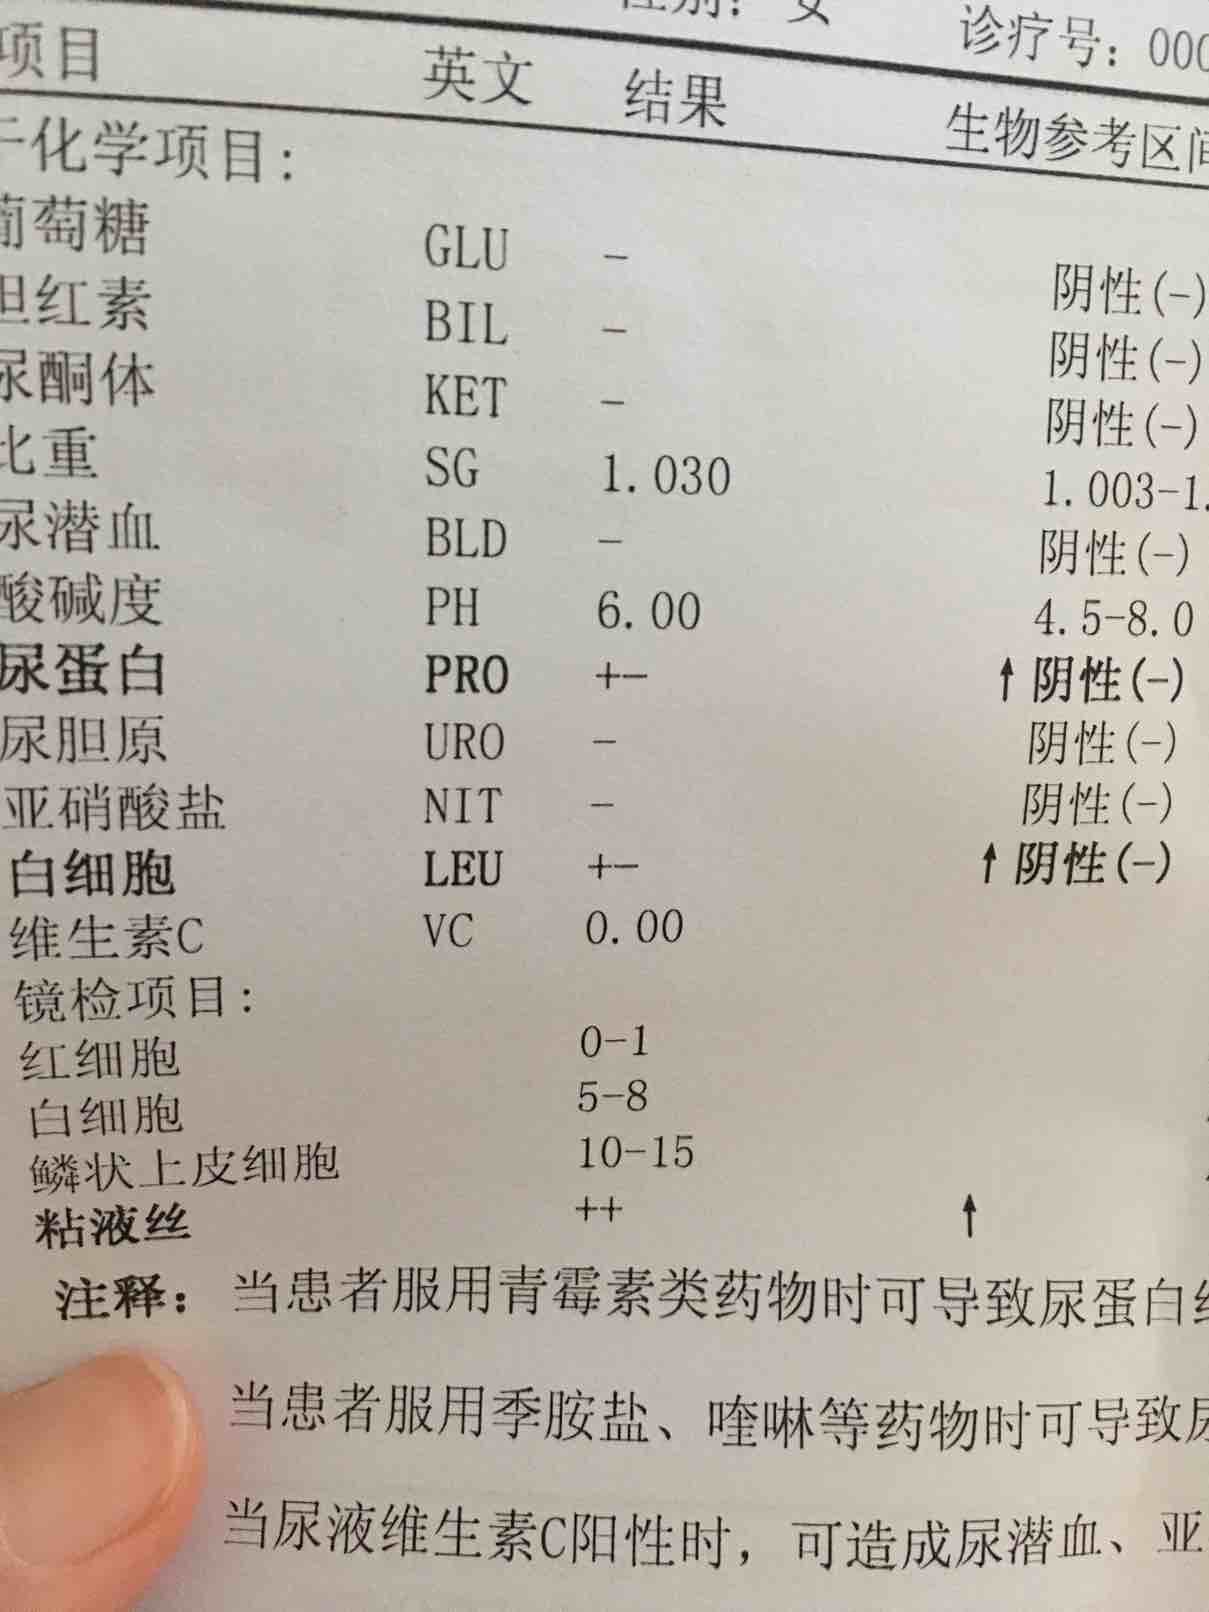 性别: 女 诊疗号: 000
项目 英文 结果 生物参考区间
干化学项目:
葡萄糖 GLU - 阴性(-)
胆红素 BIL - 阴性(-)
尿酮体 KET - 阴性(-)
比重 SG 1.030 1.003-1.
尿潜血 BLD - 阴性(-)
酸碱度 PH 6.00 4.5-8.0
尿蛋白 PRO +- ↑阴性(-)
尿胆原 URO - 阴性(-)
亚硝酸盐 NIT - 阴性(-)
白细胞 LEU +- ↑阴性(-)
维生素C VC 0.00
镜检项目:
红细胞 0-1
白细胞 5-8
鳞状上皮细胞 10-15
粘液丝 ++ ↑
注释: 当患者服用青霉素类药物时可导致尿蛋白结
当患者服用季胺盐、喹啉等药物时可导致尿
当尿液维生素C阳性时, 可造成尿潜血、亚